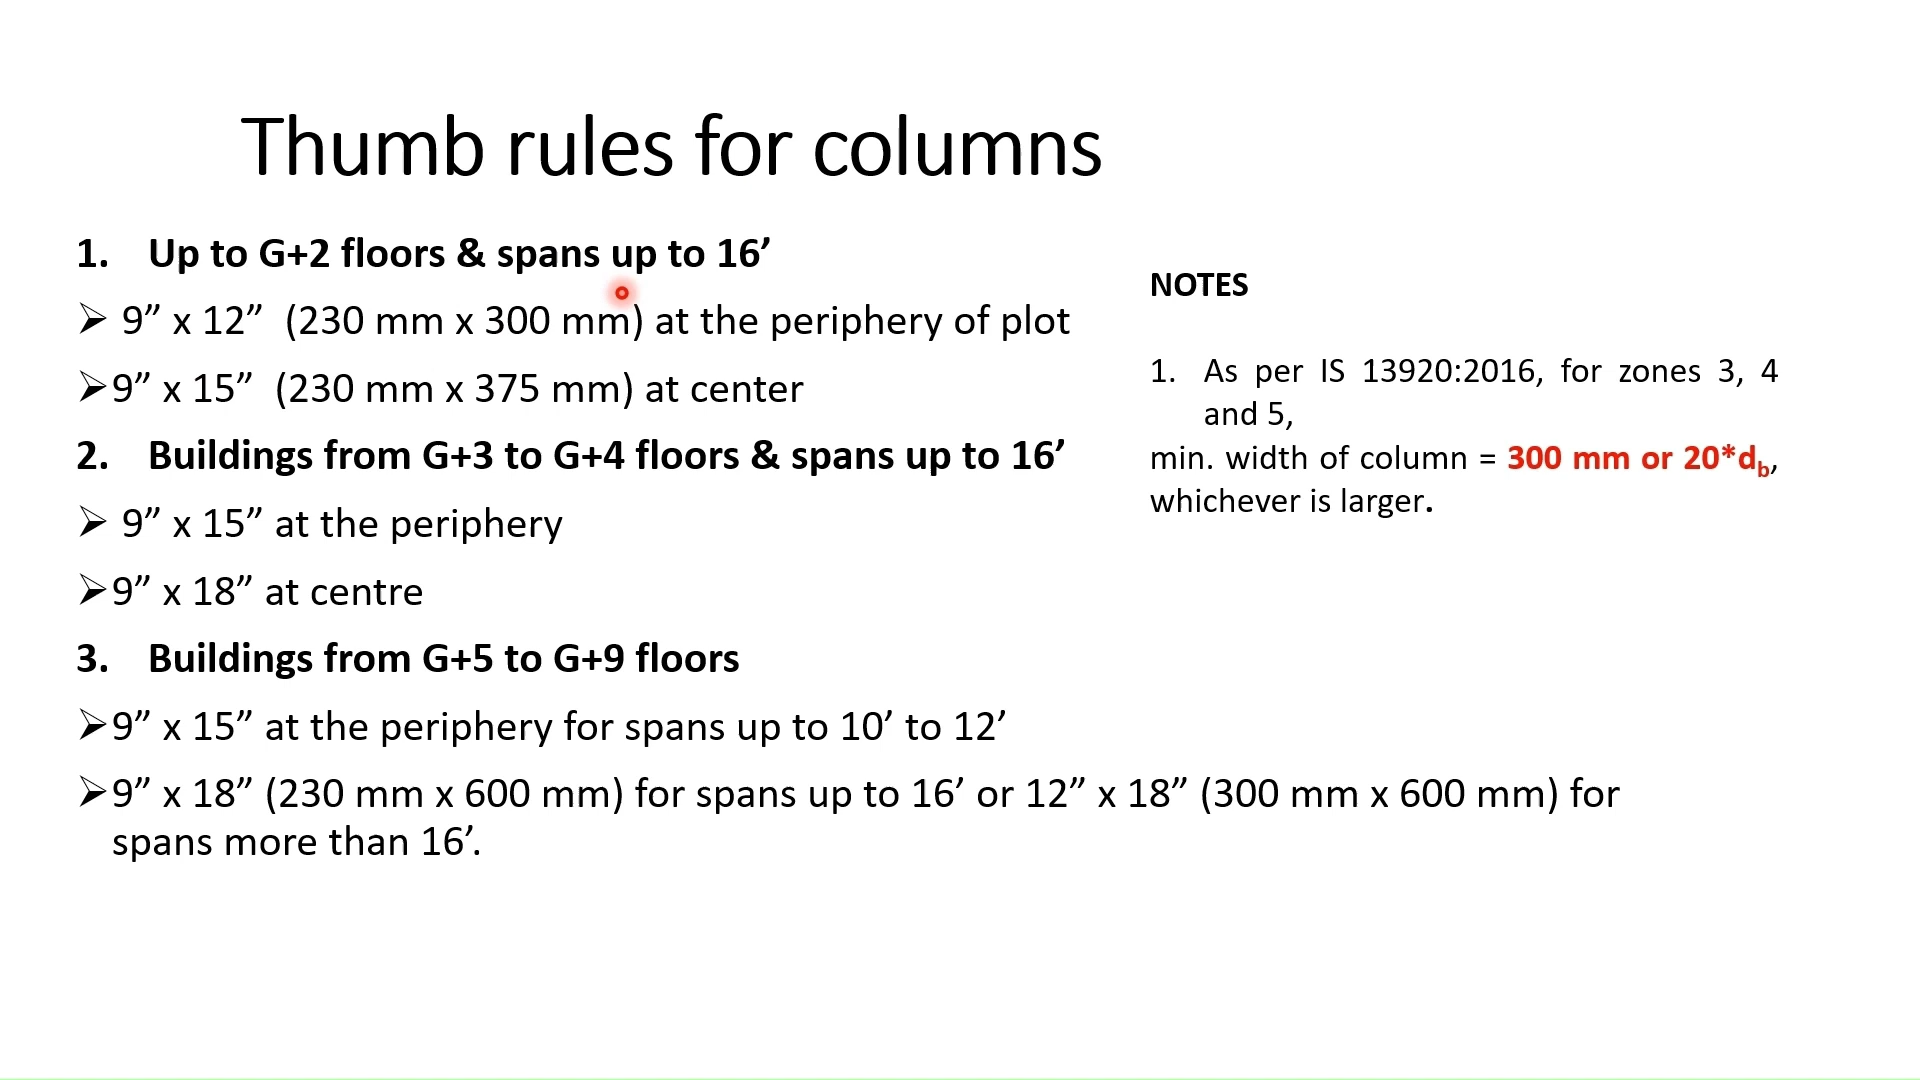 Thumb rules for columns
1. Up to G+2 floors & spans up to 16’
➢ 9” x 12” (230 mm x 300 mm) at the periphery of plot
➢9” x 15” (230 mm x 375 mm) at center
2. Buildings from G+3 to G+4 floors & spans up to 16’
➢ 9” x 15” at the periphery
➢9” x 18” at centre
3. Buildings from G+5 to G+9 floors
➢9” x 15” at the periphery for spans up to 10’ to 12’
➢9” x 18” (230 mm x 600 mm) for spans up to 16’ or 12” x 18” (300 mm x 600 mm) for
spans more than 16’.
NOTES
1. As per IS 13920:2016, for zones 3, 4
and 5,
min. width of column = 300 mm or 20*db,
whichever is larger.